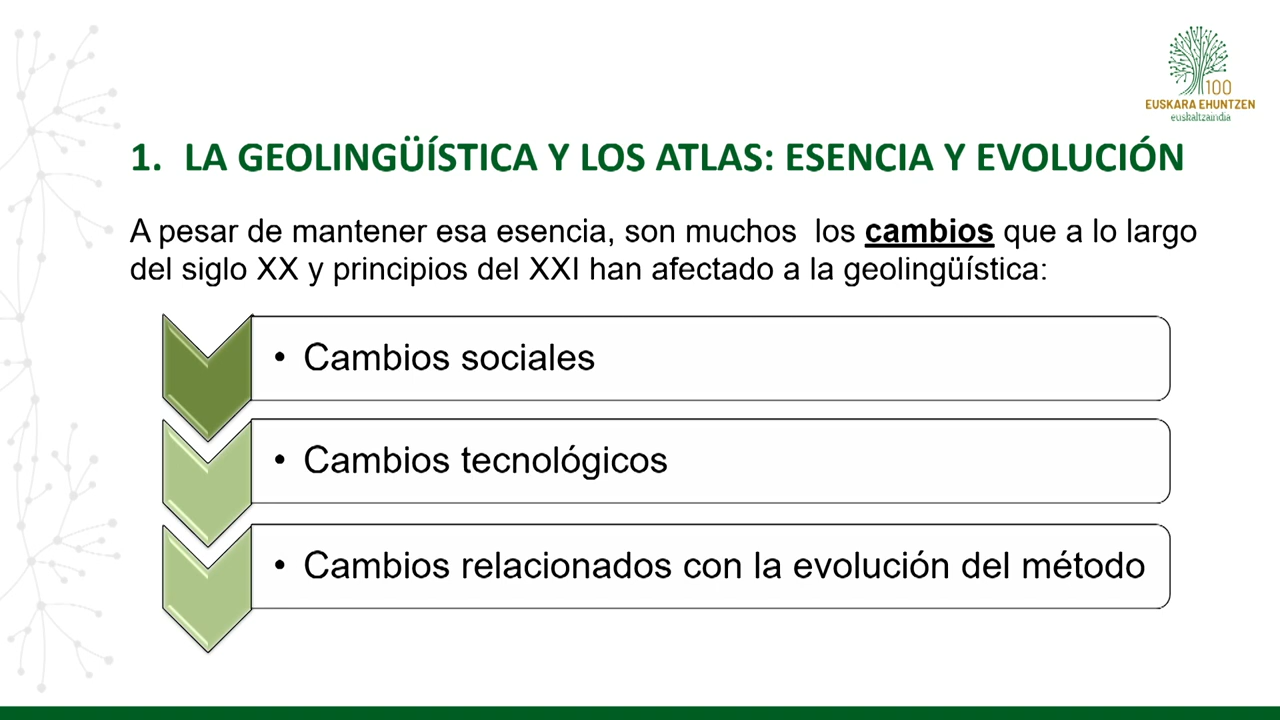 100
EUSKARA EHUNTZEN
euskaltzaindia
1. LA GEOLINGÜÍSTICA Y LOS ATLAS: ESENCIA Y EVOLUCIÓN
A pesar de mantener esa esencia, son muchos los cambios que a lo largo
del siglo XX y principios del XXI han afectado a la geolingüística:
• Cambios sociales
• Cambios tecnológicos
• Cambios relacionados con la evolución del método